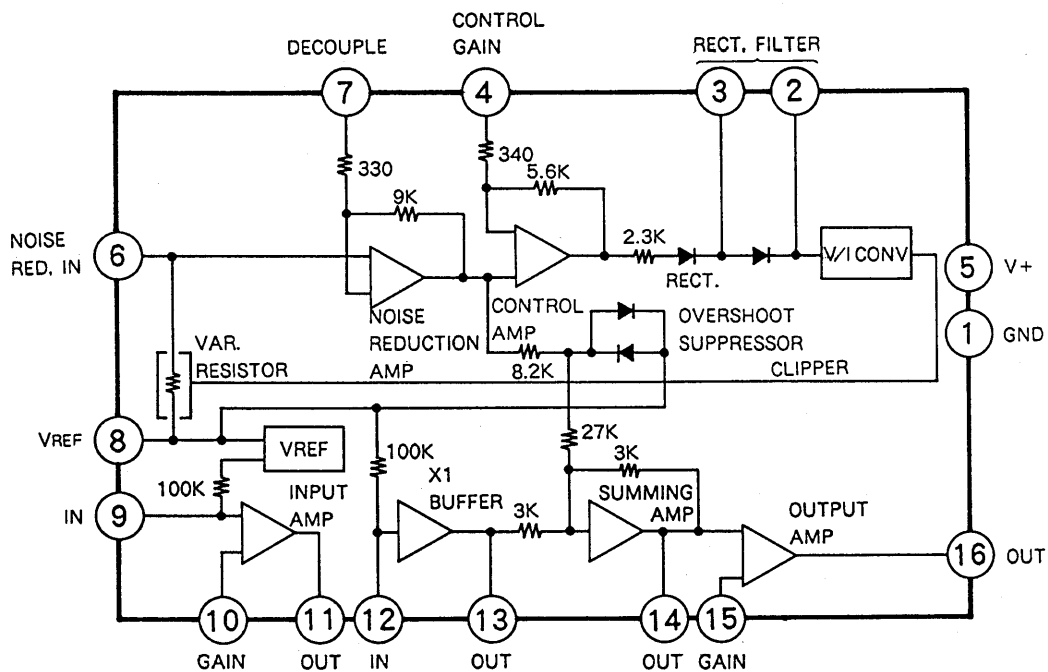 CONTROL
GAIN
DECOUPLE
RECT. FILTER
7
4
3
2
330
340
5.6K
9K
NOISE
RED. IN
6
2.3K
RECT.
V/I CONV
5
V+
1
GND
NOISE
REDUCTION
AMP
CONTROL
AMP
OVERSHOOT
SUPPRESSOR
8.2K
CLIPPER
VAR.
RESISTOR
VREF
8
VREF
100K
27K
3K
100K
IN
9
INPUT
AMP
X1
BUFFER
3K
SUMMING
AMP
OUTPUT
AMP
16
OUT
10
11
12
13
14
15
GAIN
OUT
IN
OUT
OUT
GAIN